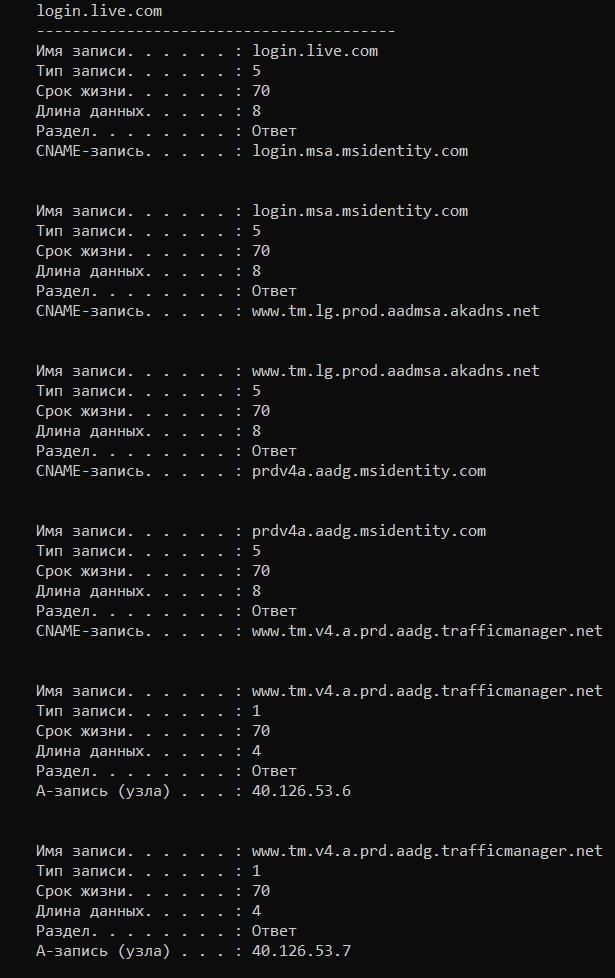 login.live.com
----------------------------------------
Имя записи. . . . . . : login.live.com
Тип записи. . . . . . : 5
Срок жизни. . . . . . : 70
Длина данных. . . . . : 8
Раздел. . . . . . . . : Ответ
CNAME-запись. . . . . : login.msa.msidentity.com
Имя записи. . . . . . : login.msa.msidentity.com
Тип записи. . . . . . : 5
Срок жизни. . . . . . : 70
Длина данных. . . . . : 8
Раздел. . . . . . . . : Ответ
CNAME-запись. . . . . : www.tm.lg.prod.aadmsa.akadns.net
Имя записи. . . . . . : www.tm.lg.prod.aadmsa.akadns.net
Тип записи. . . . . . : 5
Срок жизни. . . . . . : 70
Длина данных. . . . . : 8
Раздел. . . . . . . . : Ответ
CNAME-запись. . . . . : prdv4a.aadg.msidentity.com
Имя записи. . . . . . : prdv4a.aadg.msidentity.com
Тип записи. . . . . . : 5
Срок жизни. . . . . . : 70
Длина данных. . . . . : 8
Раздел. . . . . . . . : Ответ
CNAME-запись. . . . . : www.tm.v4.a.prd.aadg.trafficmanager.net
Имя записи. . . . . . : www.tm.v4.a.prd.aadg.trafficmanager.net
Тип записи. . . . . . : 1
Срок жизни. . . . . . : 70
Длина данных. . . . . : 4
Раздел. . . . . . . . : Ответ
А-запись (узла) . . . : 40.126.53.6
Имя записи. . . . . . : www.tm.v4.a.prd.aadg.trafficmanager.net
Тип записи. . . . . . : 1
Срок жизни. . . . . . : 70
Длина данных. . . . . : 4
Раздел. . . . . . . . : Ответ
А-запись (узла) . . . : 40.126.53.7